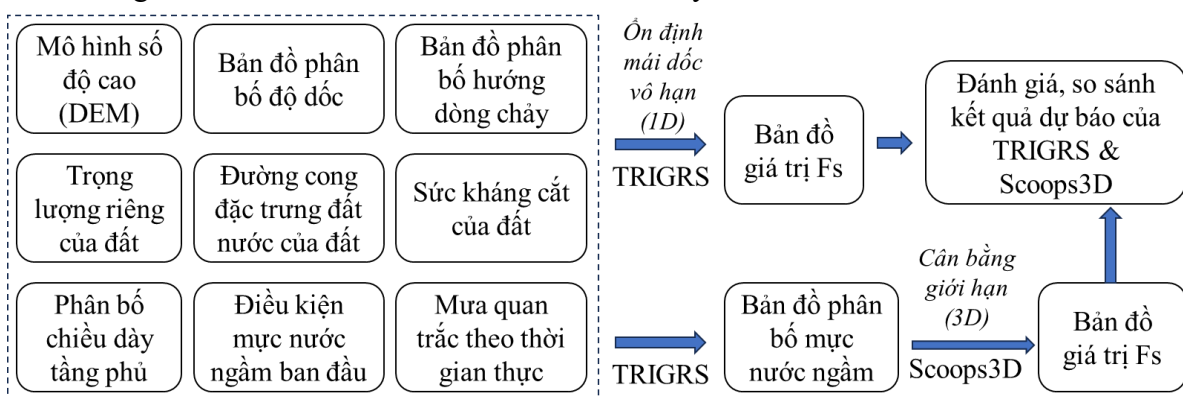 Mô hình số
độ cao
(DEM)
Bản đồ phân
bố độ dốc
Bản đồ phân
bố hướng
dòng chảy
Trọng
lượng riêng
của đất
Đường cong
đặc trưng đất
nước của đất
Sức kháng cắt
của đất
Phân bố
chiều dày
tầng phủ
Điều kiện
mực nước
ngầm ban đầu
Mưa quan
trắc theo thời
gian thực
Ổn định
mái dốc
vô hạn
(1D)
TRIGRS
Bản đồ
giá trị Fs
Đánh giá, so sánh
kết quả dự báo của
TRIGRS &
Scoops3D
TRIGRS
Bản đồ phân
bố mực
nước ngầm
Cân bằng
giới hạn
(3D)
Scoops3D
Bản đồ
giá trị Fs